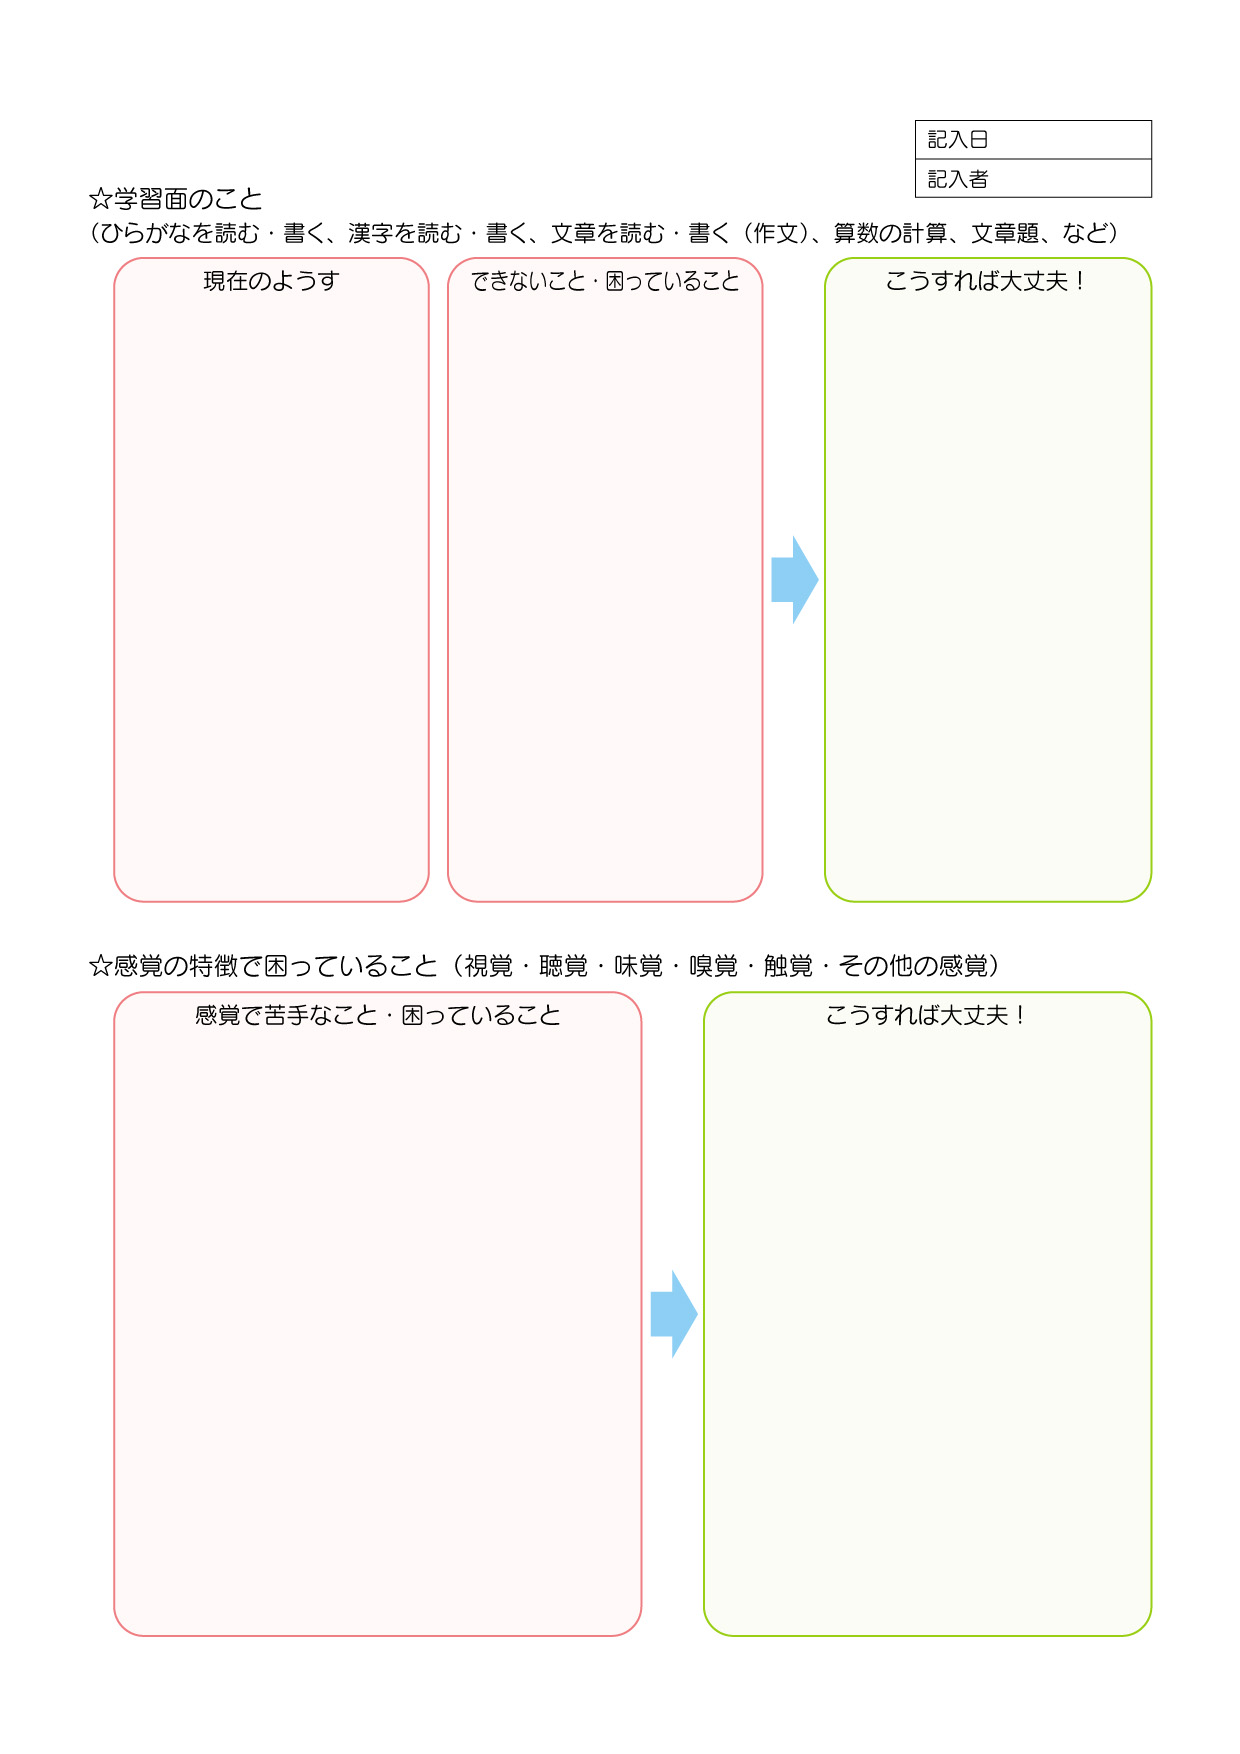 記入日
記入者
☆学習面のこと
（ひらがなを読む・書く、漢字を読む・書く、文章を読む・書く（作文）、算数の計算、文章題、など）
現在のようす
できないこと・困っていること
こうすれば大丈夫！
☆感覚の特徴で困っていること（視覚・聴覚・味覚・嗅覚・触覚・その他の感覚）
感覚で苦手なこと・困っていること
こうすれば大丈夫！